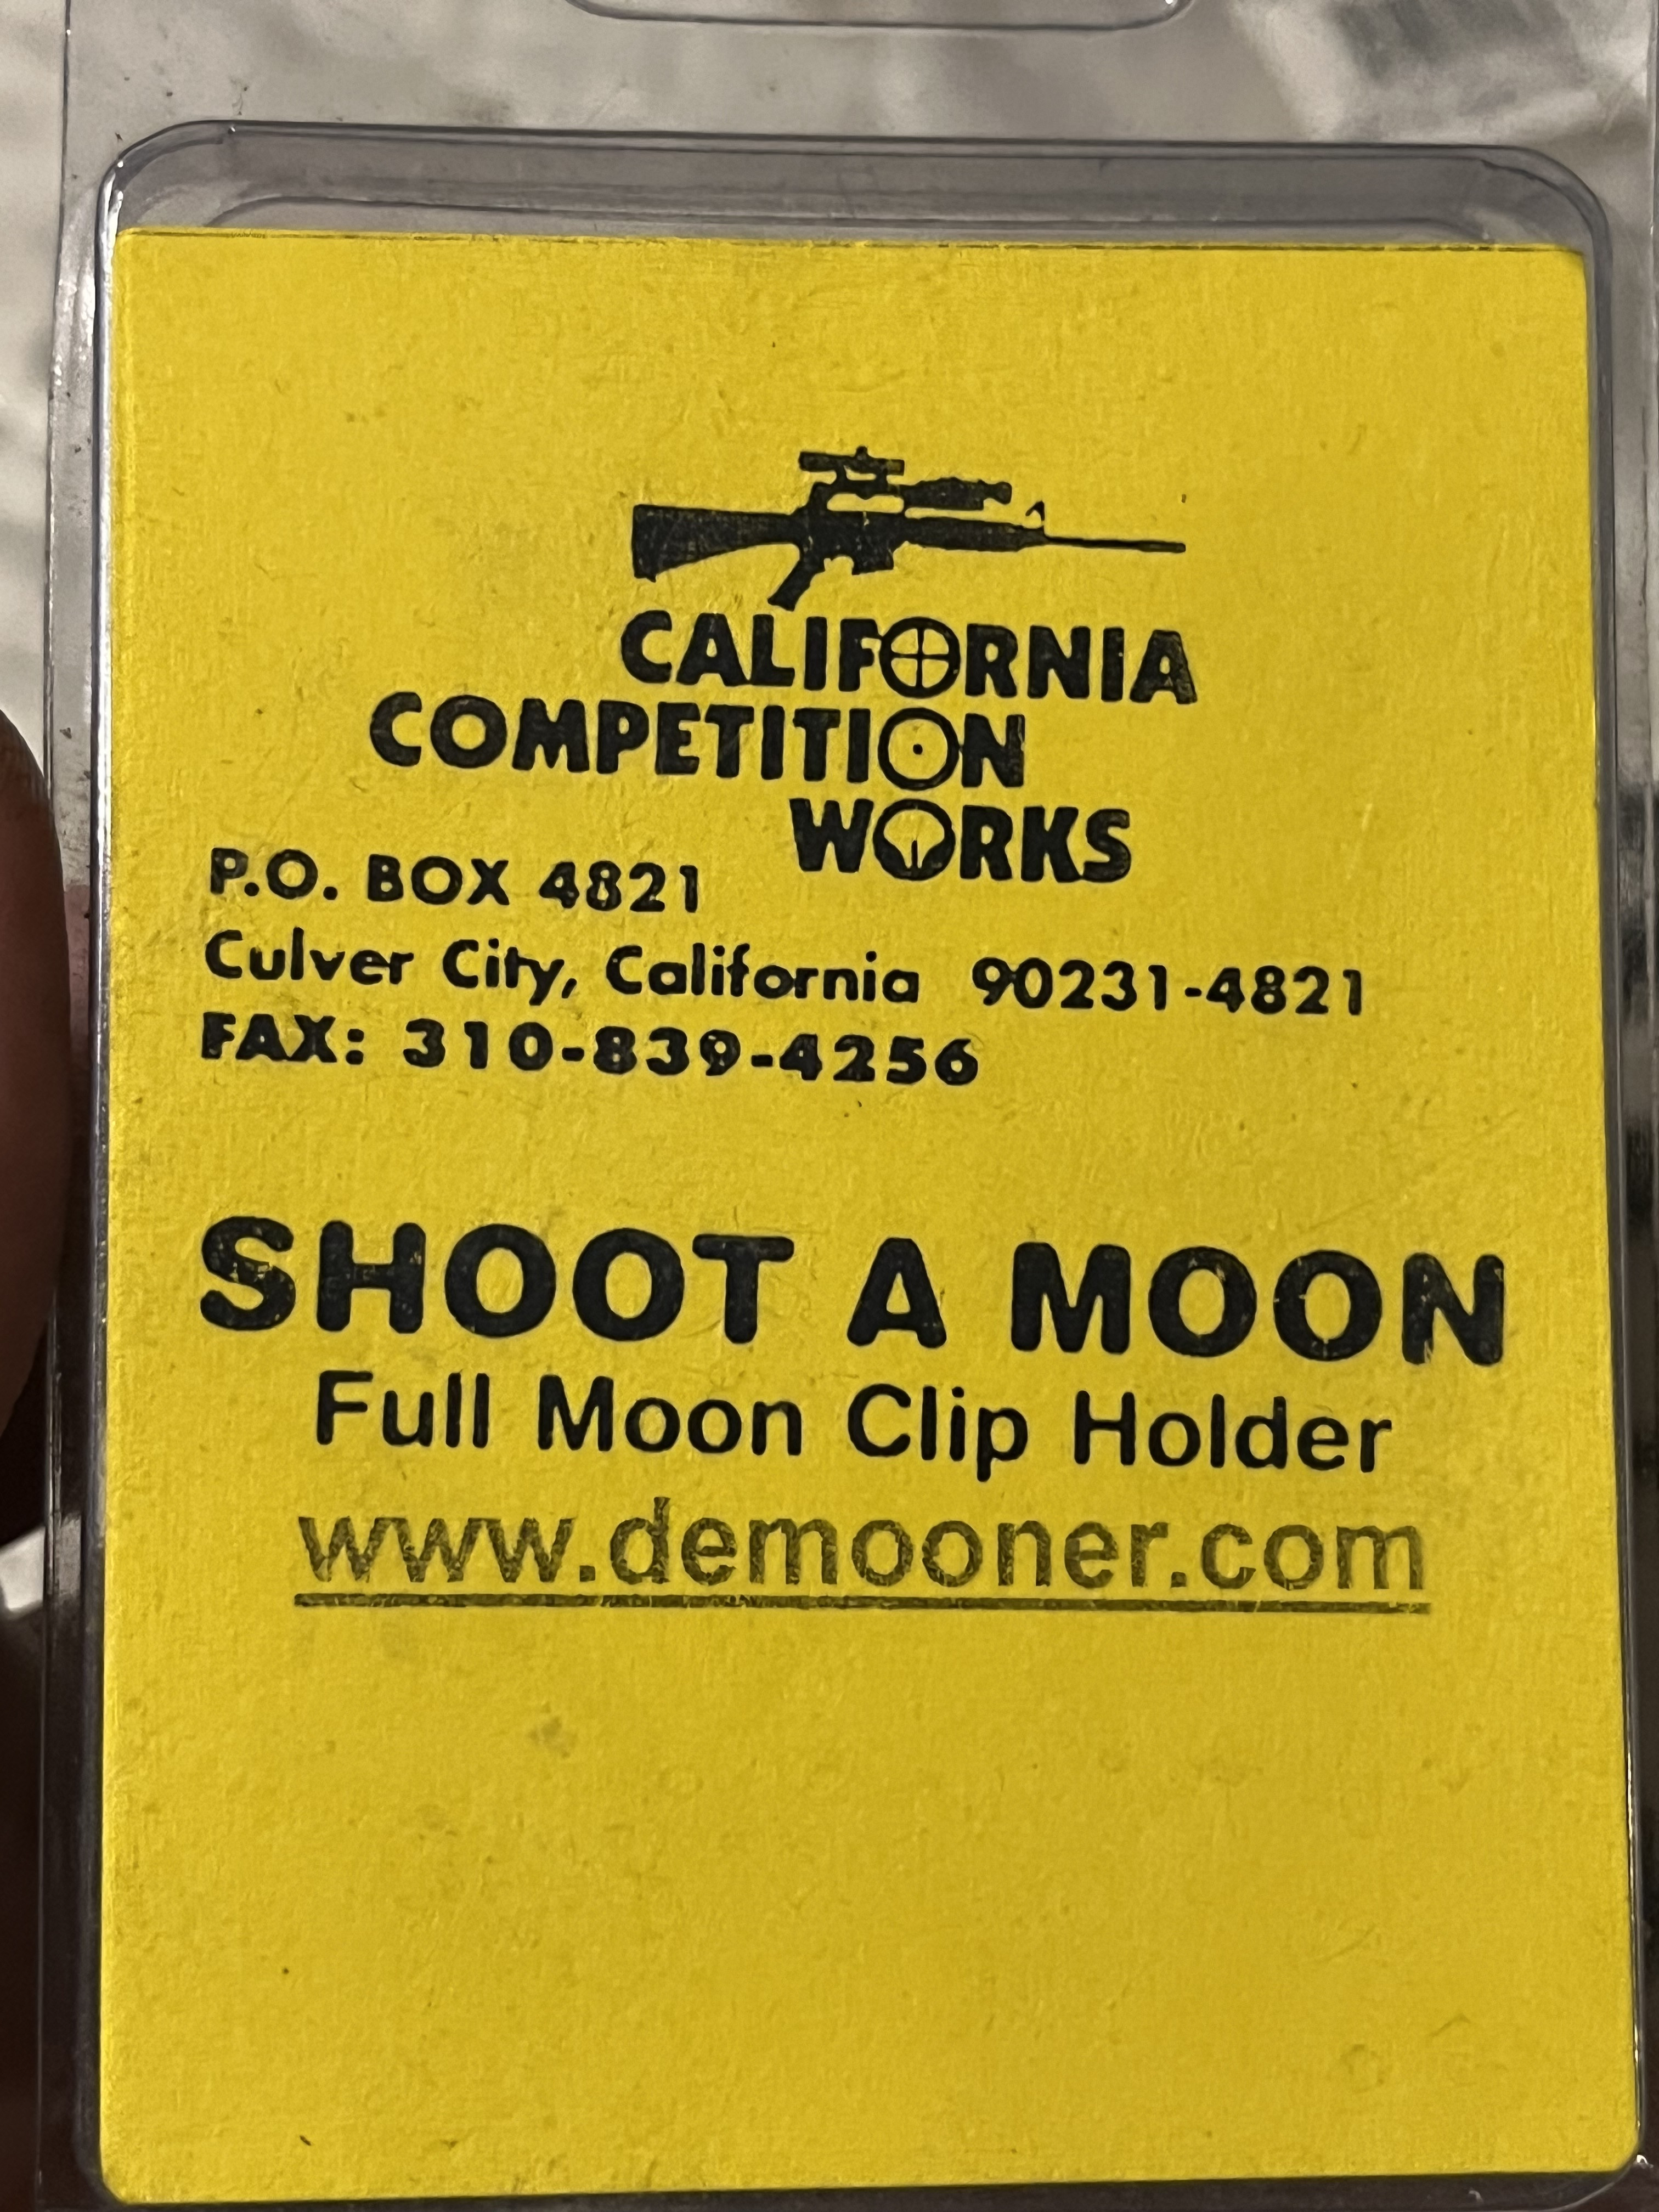 CALIFORNIA
COMPETITION
WORKS
P.O. BOX 4821
Culver City, California 90231-4821
FAX: 310-839-4256
SHOOT A MOON
Full Moon Clip Holder
www.demooner.com